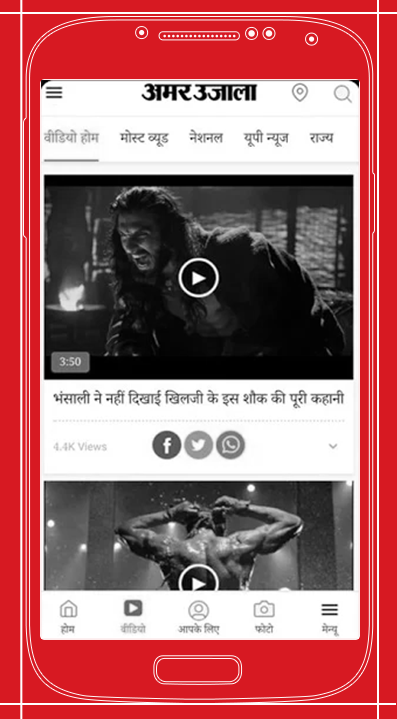 अमर उजाला
वीडियो होम मोस्ट व्यूड नेशनल यूपी न्यूज राज्य
3:50
भंसाली ने नहीं दिखाई खिलजी के इस शौक की पूरी कहानी
4.4K Views
होम वीडियो आपके लिए फोटो मेन्यू